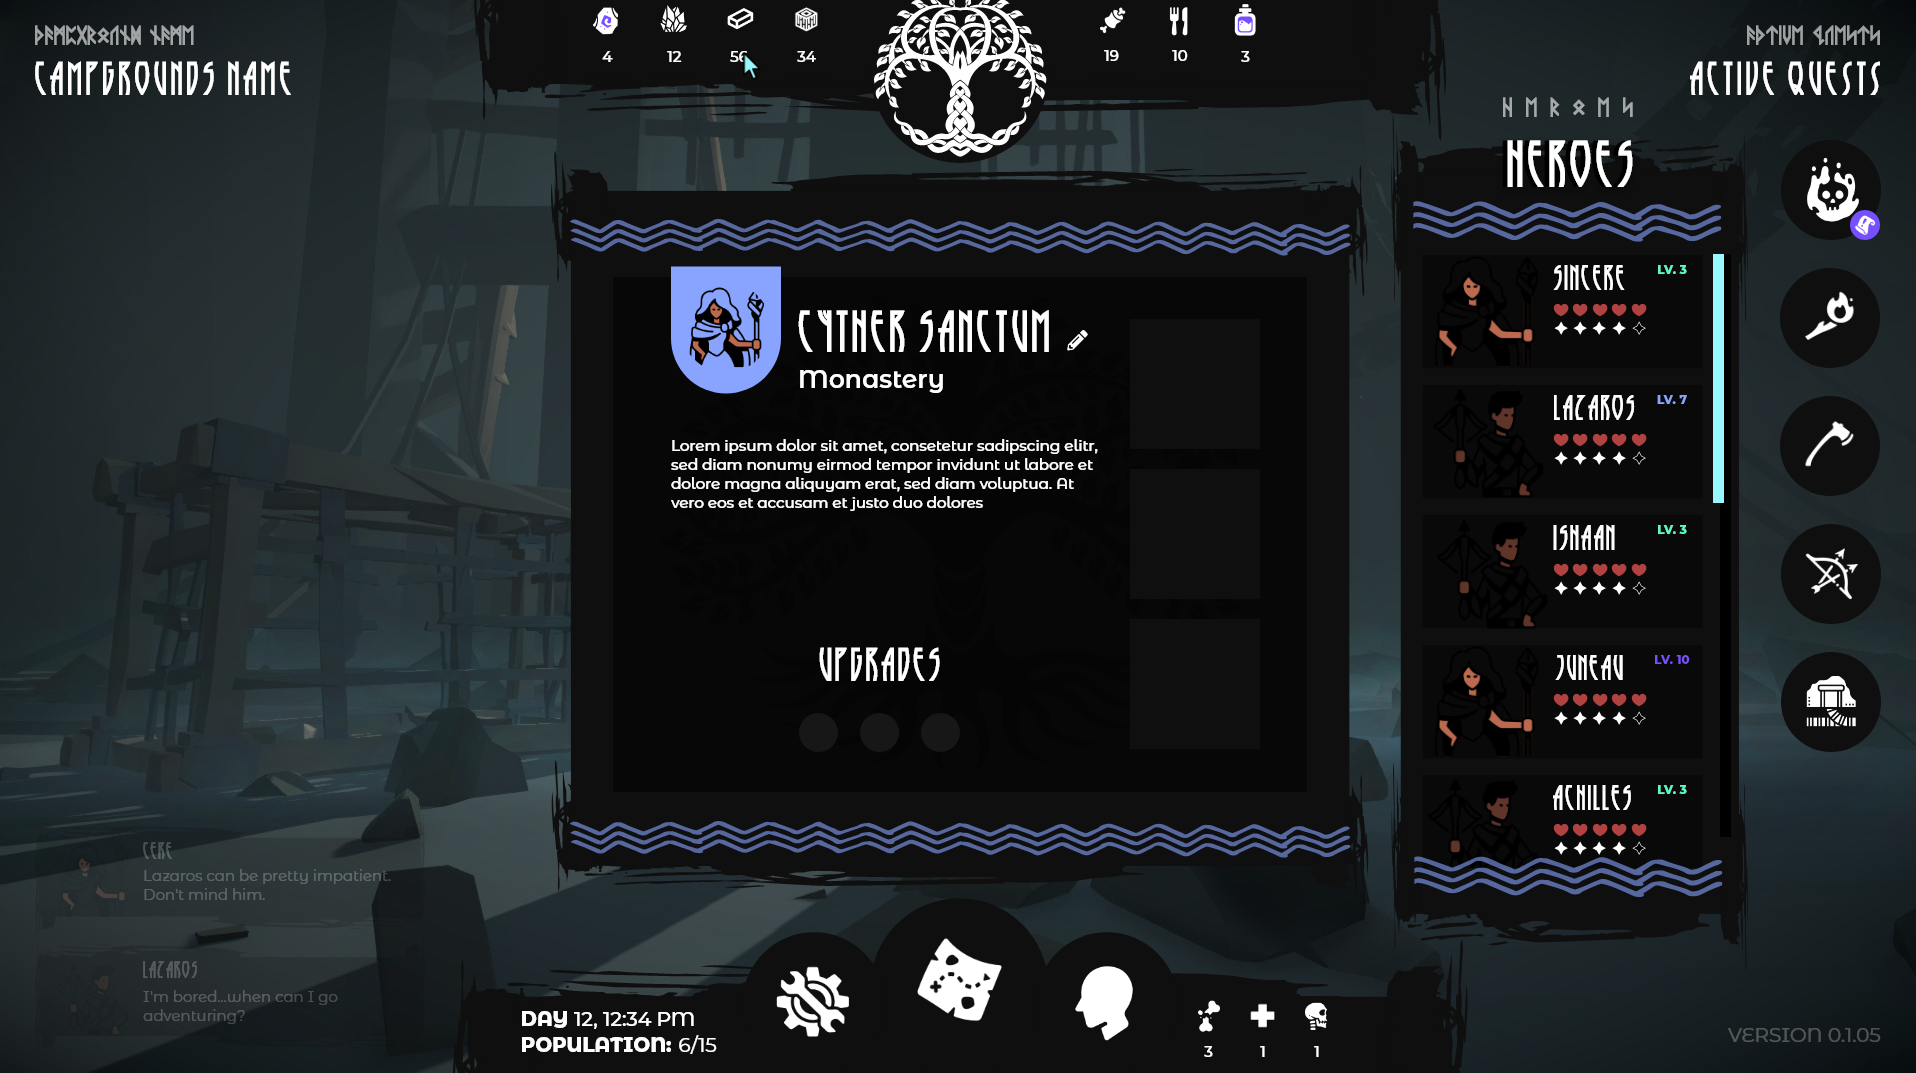 CAMPGROUNDS NAME
4
12
34
19
10
3
ACTIVE QUESTS
ᚺ ᛖ ᚱ ᛟ ᛖ ᛋ
HEROES
CYTHER SANCTUM
Monastery
Lorem ipsum dolor sit amet, consetetur sadipscing elitr,
sed diam nonumy eirmod tempor invidunt ut labore et
dolore magna aliquyam erat, sed diam voluptua. At
vero eos et accusam et justo duo dolores
UPGRADES
SINCERE
LV. 3
LAZAROS
LV. 7
ISHAAN
LV. 3
JUNEAU
LV. 10
ACHILLES
LV. 3
CERE
Lazaros can be pretty impatient.
Don't mind him.
LAZAROS
I'm bored...when can I go
adventuring?
DAY 12, 12:34 PM
POPULATION: 6/15
3
1
1
VERSION 0.1.05